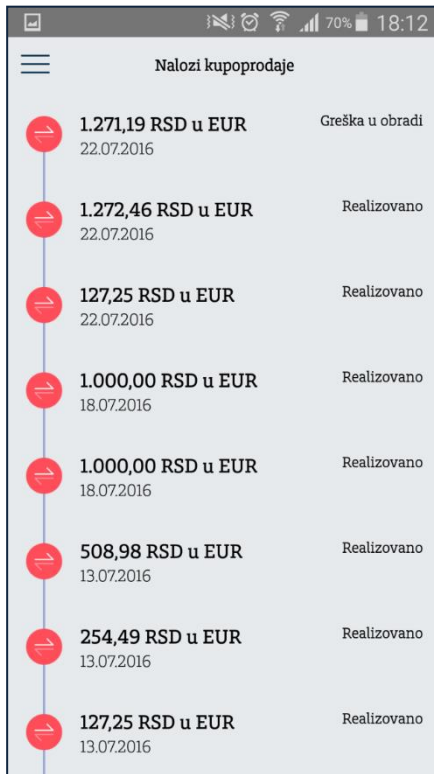 70% 18:12
Nalozi kupoprodaje
1.271,19 RSD u EUR Greška u obradi
22.07.2016
1.272,46 RSD u EUR Realizovano
22.07.2016
127,25 RSD u EUR Realizovano
22.07.2016
1.000,00 RSD u EUR Realizovano
18.07.2016
1.000,00 RSD u EUR Realizovano
18.07.2016
508,98 RSD u EUR Realizovano
13.07.2016
254,49 RSD u EUR Realizovano
13.07.2016
127,25 RSD u EUR Realizovano
13.07.2016